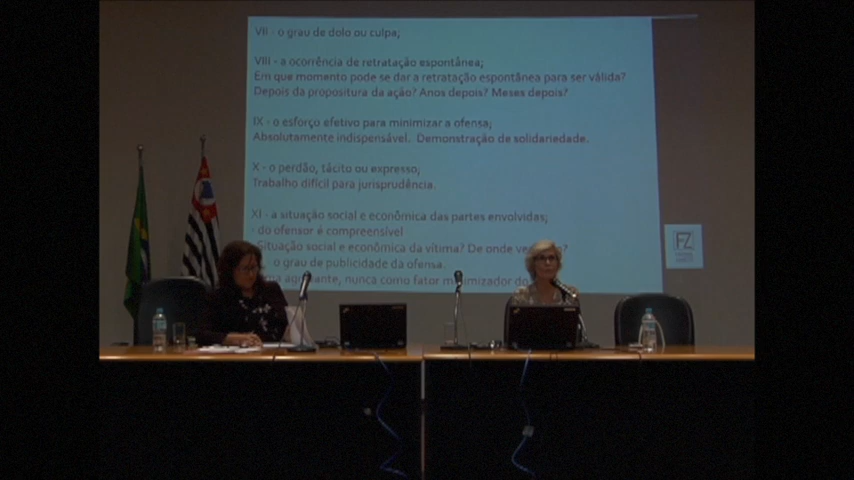 VII - o grau de dolo ou culpa;
VIII - a ocorrência de retratação espontânea;
Em que momento pode se dar a retratação espontânea para ser válida?
Depois da propositura da ação? Anos depois? Meses depois?
IX - o esforço efetivo para minimizar a ofensa;
Absolutamente indispensável. Demonstração de solidariedade.
X - o perdão, tácito ou expresso;
Trabalho difícil para jurisprudência.
XI - a situação social e econômica das partes envolvidas;
- do ofensor é compreensível
Situação social e econômica da vítima? De onde
o grau de publicidade da ofensa.
nunca como fator minimizador
FZ